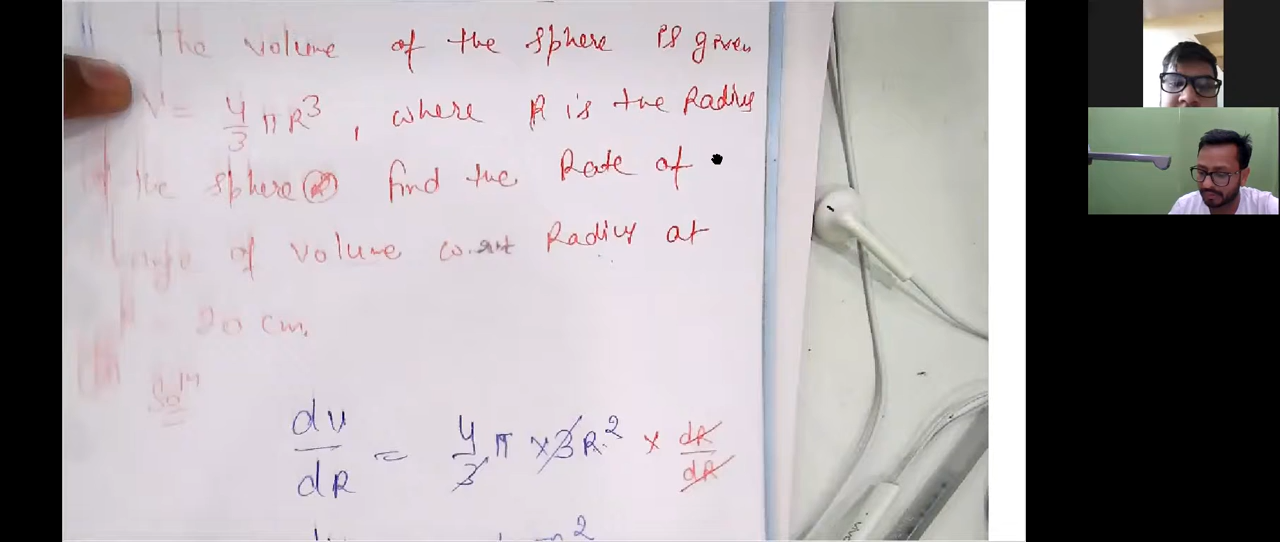 The volume of the sphere is given
V = 4/3 πR³, where R is the Radius
the sphere find the Rate of
of volume w.r.t Radius at
20 cm.
Solⁿ
dv/dR = 4/3 π × 3R² × dR/dR